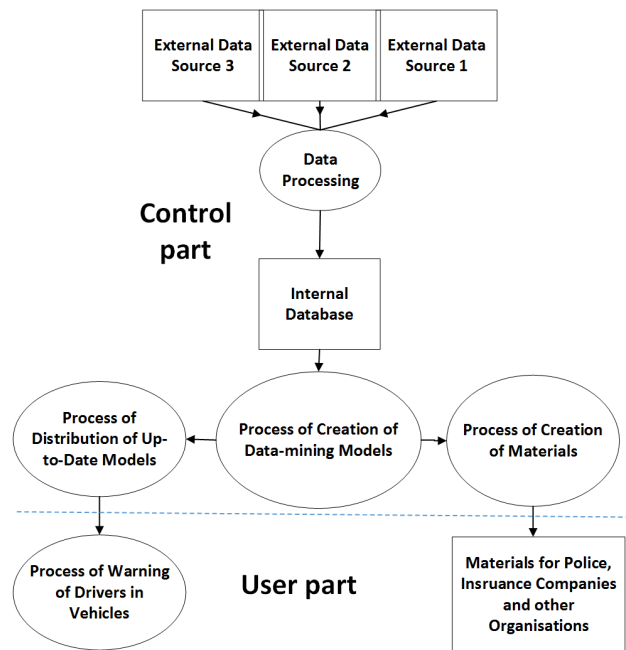 External Data
Source 3
External Data
Source 2
External Data
Source 1
Data
Processing
Control
part
Internal
Database
Process of
Distribution of Up-
to-Date Models
Process of Creation of
Data-mining Models
Process of Creation
of Materials
Process of Warning
of Drivers in
Vehicles
User part
Materials for Police,
Insruance Companies
and other
Organisations